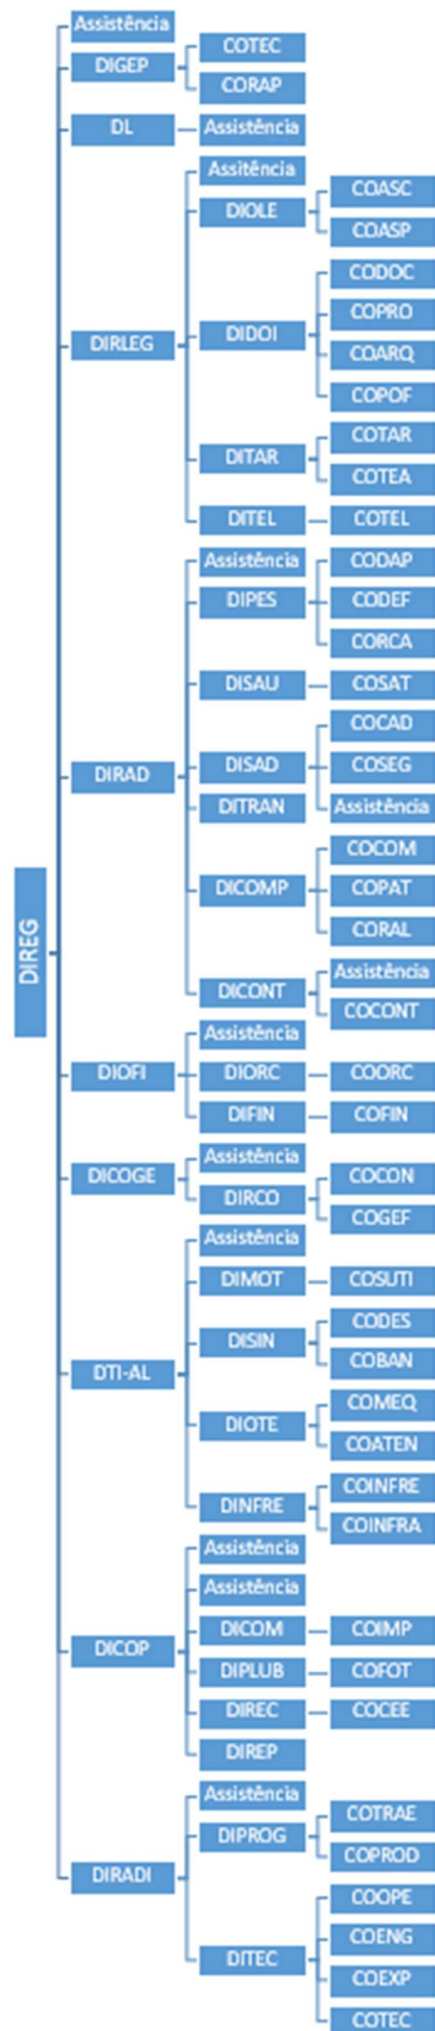 DIREG
Assistência
DIGEP
COTEC
CORAP
DL
Assistência
DIRLEG
Assitência
DIOLE
COASC
COASP
DIDOI
CODOC
COPRO
COARQ
COPOF
DITAR
COTAR
COTEA
DITEL
COTEL
DIRAD
Assistência
DIPES
CODAP
CODEF
CORCA
DISAU
COSAT
DISAD
COCAD
COSEG
Assistência
DITRAN
DICOMP
COCOM
COPAT
CORAL
DICONT
Assistência
COCONT
DIOFI
Assistência
DIORC
COORC
DIFIN
COFIN
DICOGE
Assistência
DIRCO
COCON
COGEF
DTI-AL
Assistência
DIMOT
COSUTI
DISIN
CODES
COBAN
DIOTE
COMEQ
COATEN
DINFRE
COINFRE
COINFRA
DICOP
Assistência
Assistência
DICOM
COIMP
DIPLUB
COFOT
DIREC
COCEE
DIREP
DIRADI
Assistência
DIPROG
COTRAE
COPROD
DITEC
COOPE
COENG
COEXP
COTEC